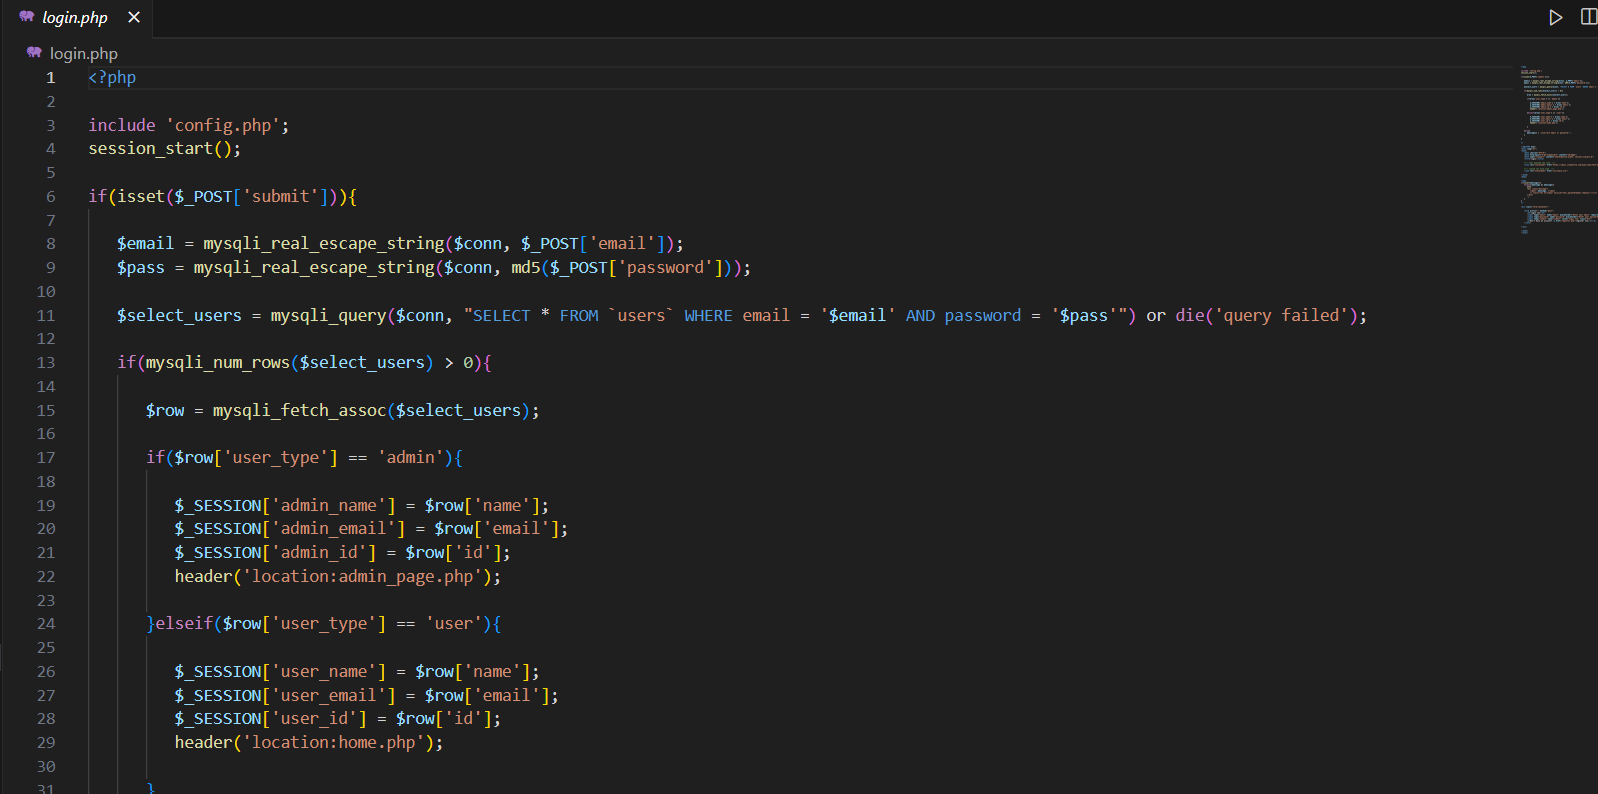 login.php
login.php
1 <?php
2
3 include 'config.php';
4 session_start();
5
6 if(isset($_POST['submit'])){
7
8 $email = mysqli_real_escape_string($conn, $_POST['email']);
9 $pass = mysqli_real_escape_string($conn, md5($_POST['password']));
10
11 $select_users = mysqli_query($conn, "SELECT * FROM `users` WHERE email = '$email' AND password = '$pass'") or die('query failed');
12
13 if(mysqli_num_rows($select_users) > 0){
14
15 $row = mysqli_fetch_assoc($select_users);
16
17 if($row['user_type'] == 'admin'){
18
19 $_SESSION['admin_name'] = $row['name'];
20 $_SESSION['admin_email'] = $row['email'];
21 $_SESSION['admin_id'] = $row['id'];
22 header('location:admin_page.php');
23
24 }elseif($row['user_type'] == 'user'){
25
26 $_SESSION['user_name'] = $row['name'];
27 $_SESSION['user_email'] = $row['email'];
28 $_SESSION['user_id'] = $row['id'];
29 header('location:home.php');
30
31 }